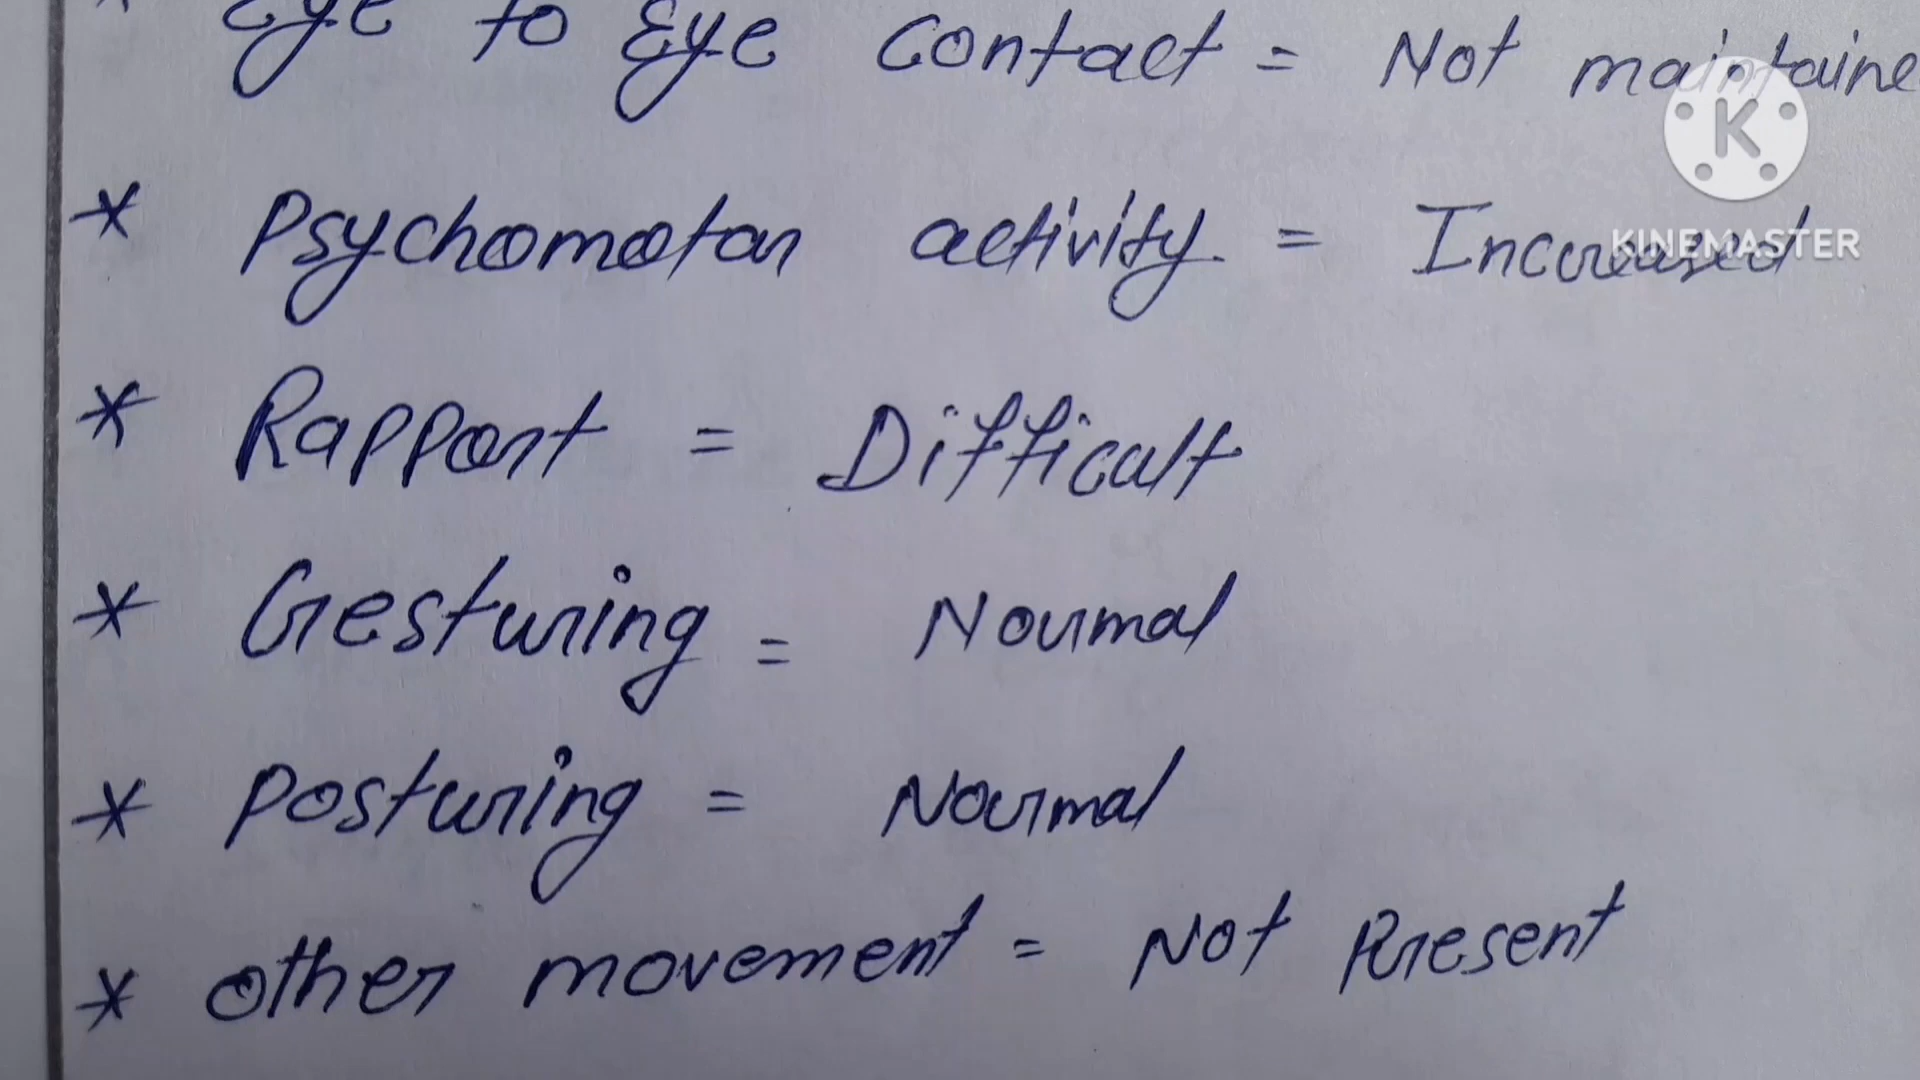 * Eye to Eye Contact = Not maintaine
* Psychomotor activity = Increased
* Rapport = Difficult
* Gesturing = Normal
* Posturing = Normal
* Other movement = Not Present
K
KINEMASTER